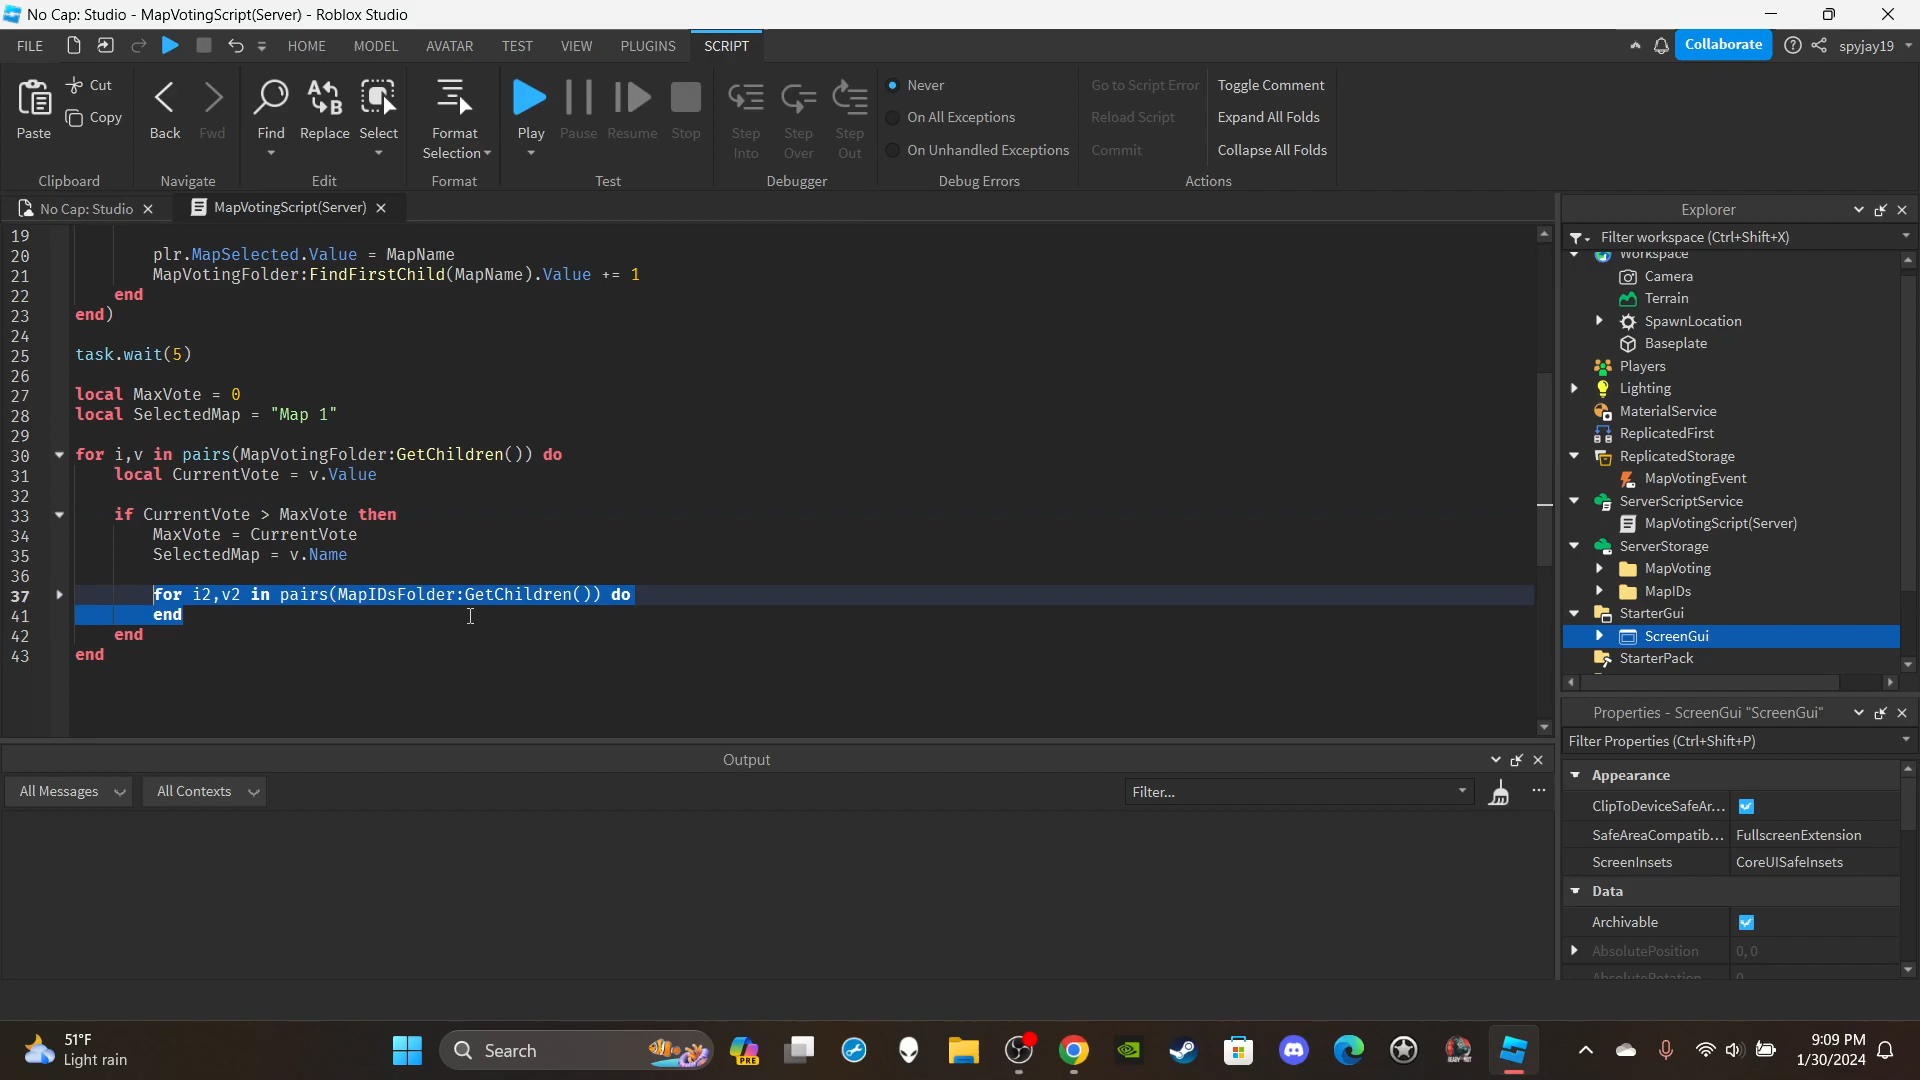 No Cap: Studio - MapVotingScript(Server) - Roblox Studio
FILE
HOME
MODEL
AVATAR
TEST
VIEW
PLUGINS
SCRIPT
Collaborate
spyjay19
Paste
Cut
Copy
Clipboard
Back
Fwd
Navigate
Find
Replace
Select
Edit
Format
Selection
Format
Play
Pause
Resume
Stop
Test
Step
Into
Step
Over
Step
Out
Debugger
Never
On All Exceptions
On Unhandled Exceptions
Debug Errors
Go to Script Error
Reload Script
Commit
Toggle Comment
Expand All Folds
Collapse All Folds
Actions
No Cap: Studio
MapVotingScript(Server)
19
20 plr.MapSelected.Value = MapName
21 MapVotingFolder:FindFirstChild(MapName).Value += 1
22 end
23 end)
24
25 task.wait(5)
26
27 local MaxVote = 0
28 local SelectedMap = "Map 1"
29
30 for i,v in pairs(MapVotingFolder:GetChildren()) do
31 local CurrentVote = v.Value
32
33 if CurrentVote > MaxVote then
34 MaxVote = CurrentVote
35 SelectedMap = v.Name
36
37 for i2,v2 in pairs(MapIDsFolder:GetChildren()) do
41 end
42 end
43 end
Explorer
Filter workspace (Ctrl+Shift+X)
Workspace
Camera
Terrain
SpawnLocation
Baseplate
Players
Lighting
MaterialService
ReplicatedFirst
ReplicatedStorage
MapVotingEvent
ServerScriptService
MapVotingScript(Server)
ServerStorage
MapVoting
MapIDs
StarterGui
ScreenGui
StarterPack
Properties - ScreenGui "ScreenGui"
Filter Properties (Ctrl+Shift+P)
Appearance
ClipToDeviceSafeAr...
SafeAreaCompatib... FullscreenExtension
ScreenInsets CoreUISafeInsets
Data
Archivable
AbsolutePosition 0, 0
AbsoluteRotation 0
Output
All Messages
All Contexts
Filter...
51°F
Light rain
Search
PRE
9:09 PM
1/30/2024